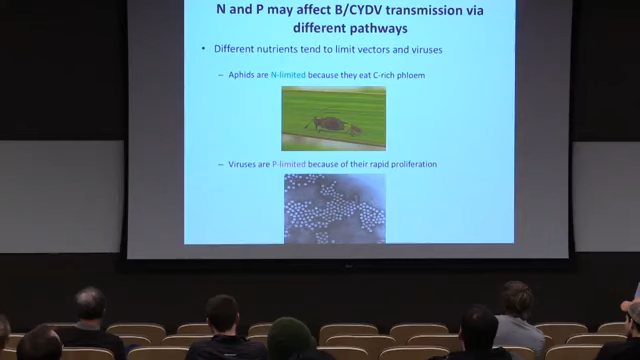 N and P may affect B/CYDV transmission via
different pathways
• Different nutrients tend to limit vectors and viruses
– Aphids are N-limited because they eat C-rich phloem
– Viruses are P-limited because of their rapid proliferation